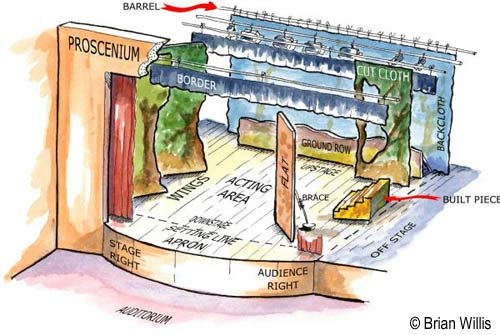 BARREL
PROSCENIUM
BORDER
CUT CLOTH
BACKCLOTH
GROUND ROW
UPSTAGE
FLAT
WINGS
ACTING
AREA
BRACE
BUILT PIECE
DOWNSTAGE
SETTING LINE
APRON
OFF STAGE
STAGE
RIGHT
AUDIENCE
RIGHT
AUDITORIUM
© Brian Willis